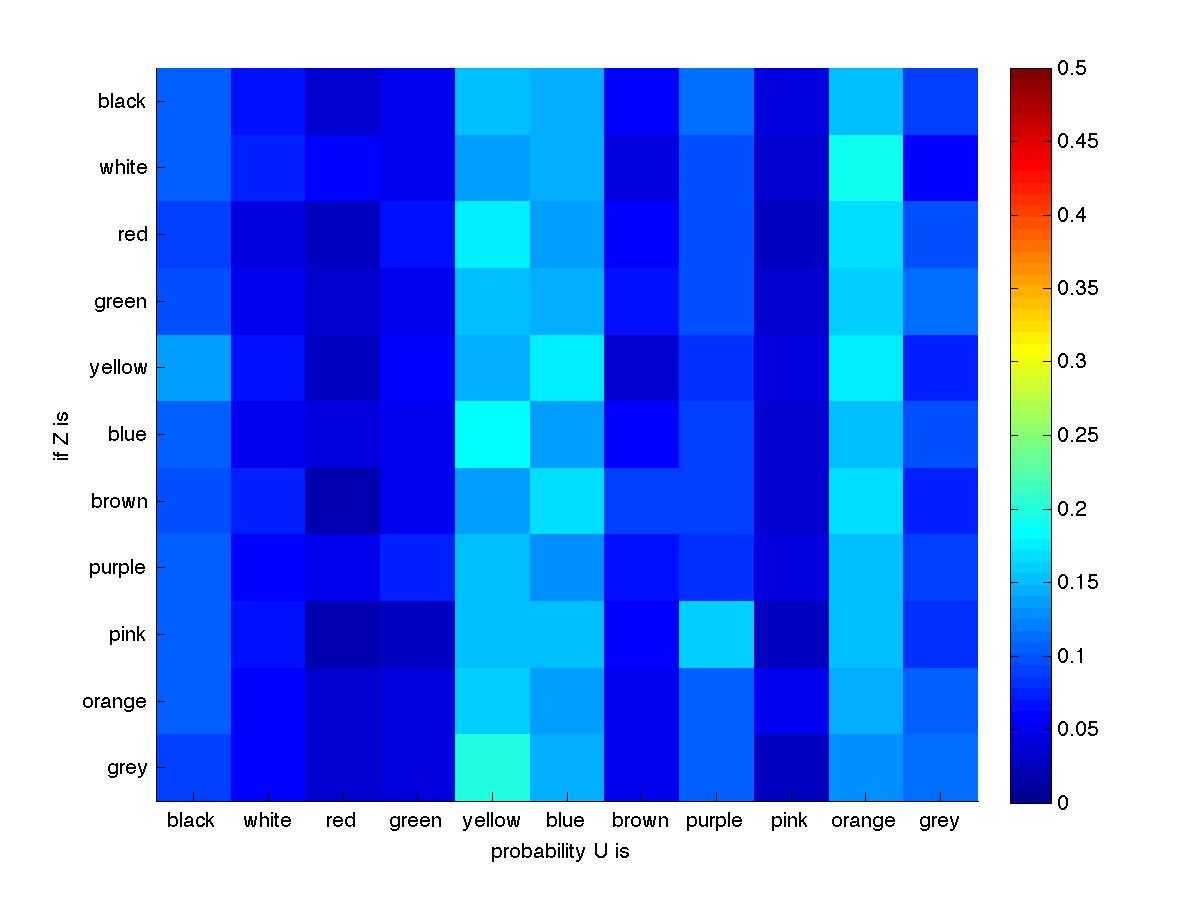 black
white
red
green
yellow
blue
brown
purple
pink
orange
grey
if Z is
black white red green yellow blue brown purple pink orange grey
probability U is
0.5
0.45
0.4
0.35
0.3
0.25
0.2
0.15
0.1
0.05
0